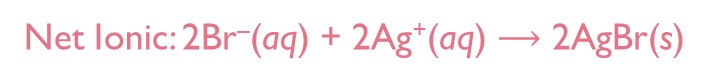 Net Ionic: 2Br⁻(aq) + 2Ag⁺(aq) ⟶ 2AgBr(s)